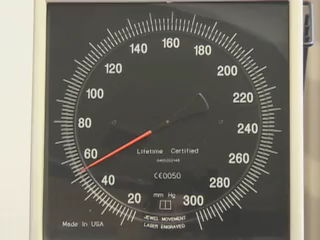 160
140 180
120 200
100 220
80 240
60 260
40 280
20 300
Lifetime Certified
CE0050
mm Hg
JEWEL MOVEMENT
LASER ENGRAVED
Made In USA